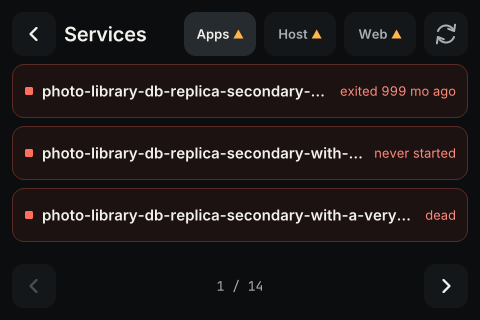 Services Apps Host Web
photo-library-db-replica-secondary-... exited 999 mo ago
photo-library-db-replica-secondary-with-... never started
photo-library-db-replica-secondary-with-a-very... dead
1 / 14